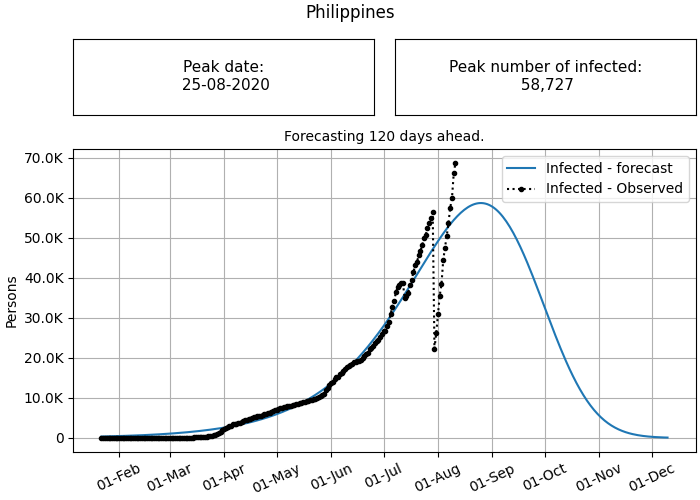 Philippines
Peak date:
25-08-2020
Peak number of infected:
58,727
Forecasting 120 days ahead.
70.0K
60.0K
50.0K
40.0K
30.0K
20.0K
10.0K
0
Persons
Infected - forecast
Infected - Observed
01-Feb
01-Mar
01-Apr
01-May
01-Jun
01-Jul
01-Aug
01-Sep
01-Oct
01-Nov
01-Dec